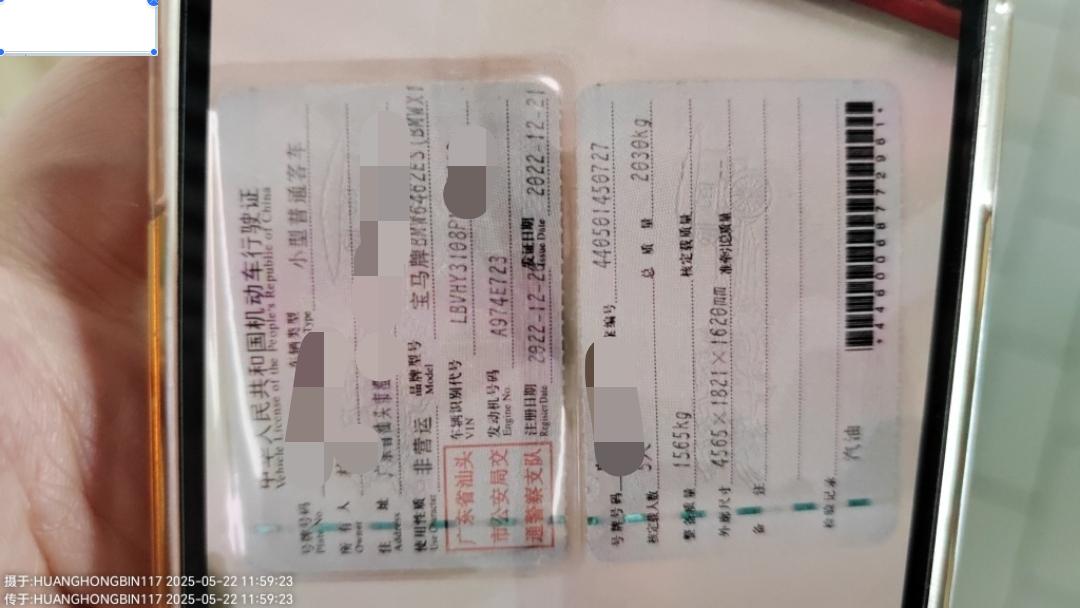 中华人民共和国机动车行驶证
Vehicle License of the People's Republic of China
号牌号码
Plate No.
车辆类型
小型普通客车
所有人
Owner
住址
Address
广东省汕头市
使用性质
Use Character
非营运
品牌型号
Model
宝马牌BMW6462ES(BMWX1
车辆识别代号
VIN
LBVHY3108P
发动机号码
Engine No.
A974E723
注册日期
Register Date
2022-12-2
发证日期
Issue Date
2022-12-21
广东省汕头
市公安局交
通警察支队
号牌号码
编号
440501450727
核定载人数
总质量
2030kg
整备质量
1565kg
核定载质量
外廓尺寸
4565×1821×1620mm
准牵引总质量
备注
检验记录
汽油
*44600068772961*
摄于:HUANGHONGBIN117 2025-05-22 11:59:23
传于:HUANGHONGBIN117 2025-05-22 11:59:23